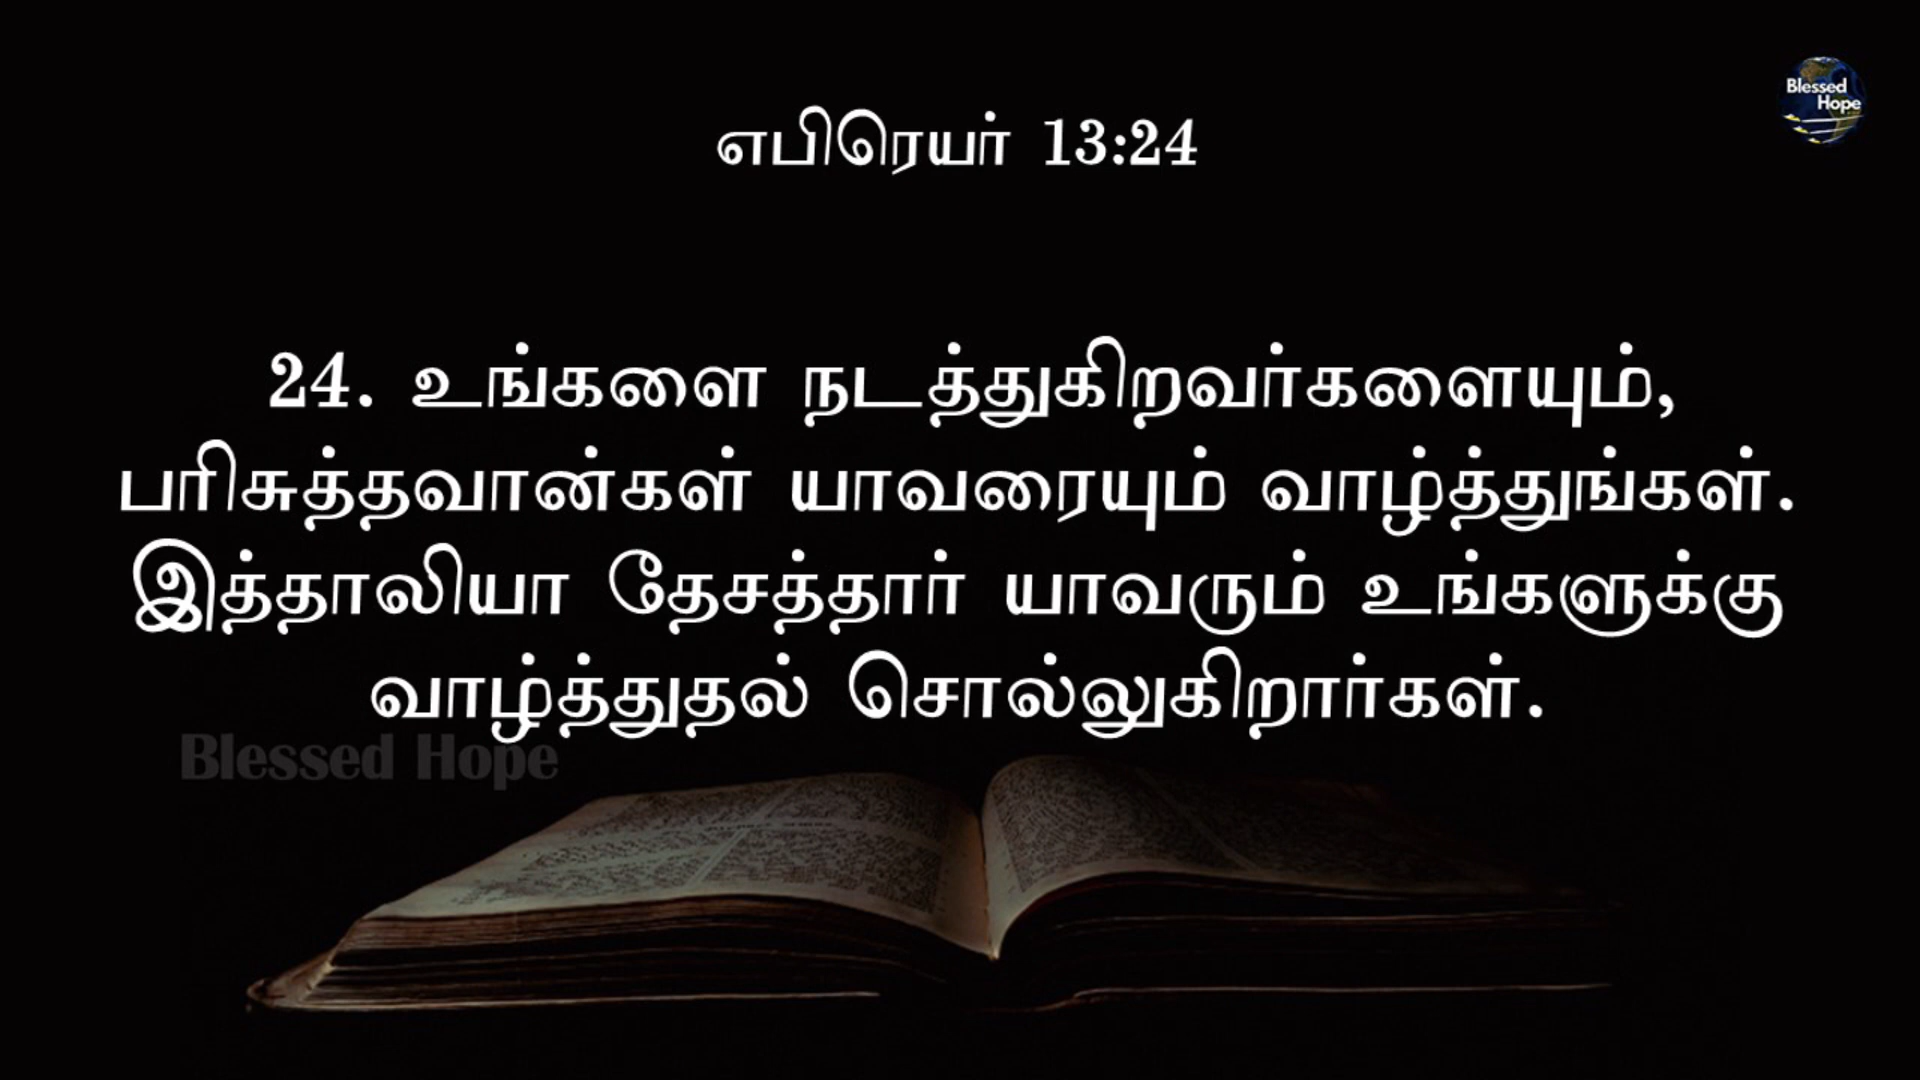 Blessed
Hope
எபிரெயர் 13:24
24. உங்களை நடத்துகிறவர்களையும்,
பரிசுத்தவான்கள் யாவரையும் வாழ்த்துங்கள்.
இத்தாலியா தேசத்தார் யாவரும் உங்களுக்கு
வாழ்த்துதல் சொல்லுகிறார்கள்.
Blessed Hope